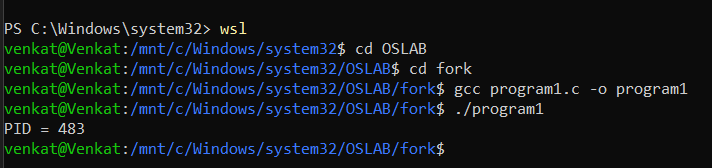 PS C:\Windows\system32> wsl
venkat@Venkat:/mnt/c/Windows/system32$ cd OSLAB
venkat@Venkat:/mnt/c/Windows/system32/OSLAB$ cd fork
venkat@Venkat:/mnt/c/Windows/system32/OSLAB/fork$ gcc program1.c -o program1
venkat@Venkat:/mnt/c/Windows/system32/OSLAB/fork$ ./program1
PID = 483
venkat@Venkat:/mnt/c/Windows/system32/OSLAB/fork$